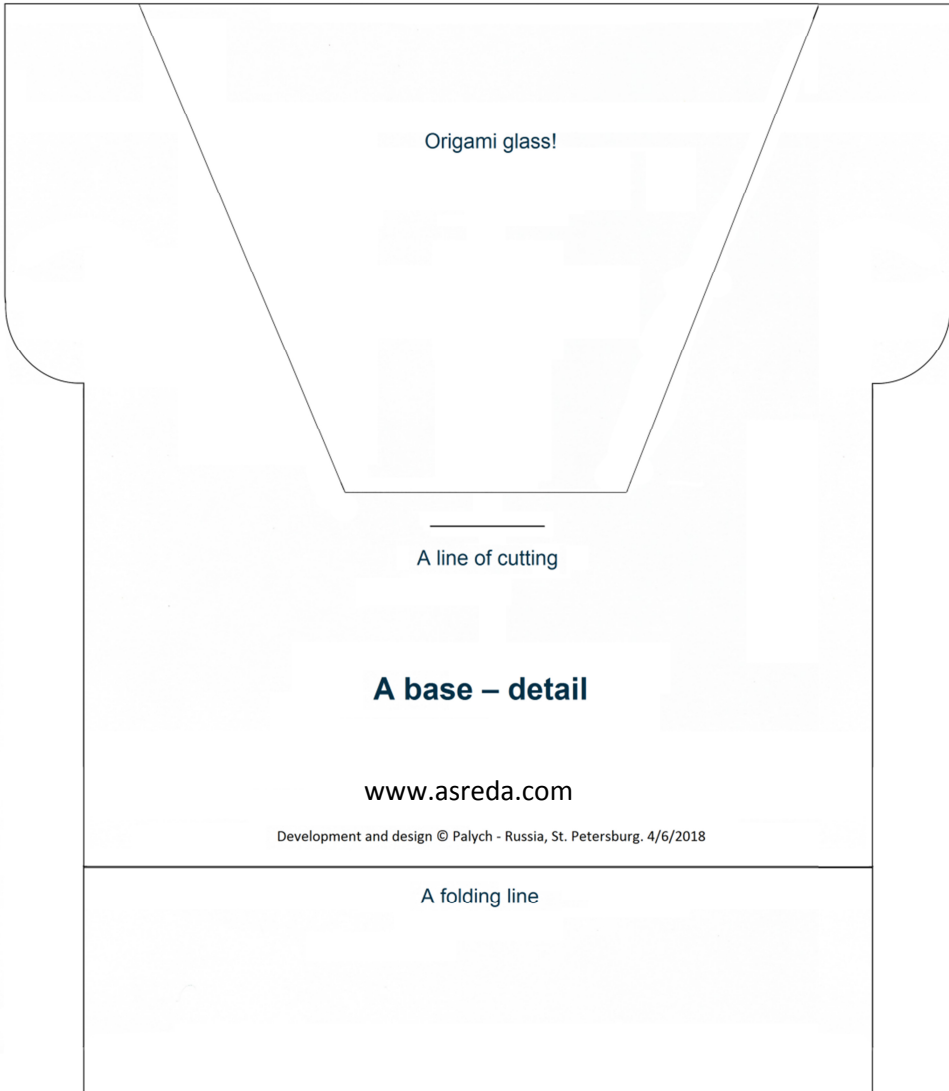 Origami glass!
A line of cutting
A base – detail
www.asreda.com
Development and design © Palych - Russia, St. Petersburg. 4/6/2018
A folding line